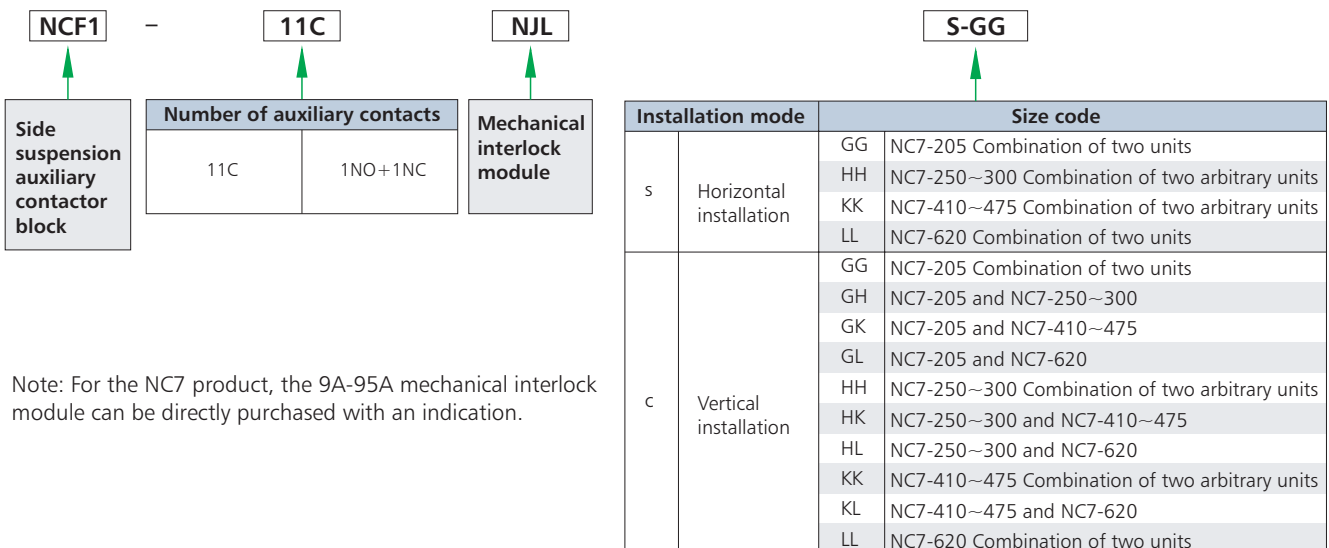 NCF1 – 11C NJL S-GG
Side
suspension
auxiliary
contactor
block
Number of auxiliary contacts
11C 1NO+1NC
Mechanical
interlock
module
Installation mode Size code
s Horizontal
installation
GG NC7-205 Combination of two units
HH NC7-250~300 Combination of two arbitrary units
KK NC7-410~475 Combination of two arbitrary units
LL NC7-620 Combination of two units
c Vertical
installation
GG NC7-205 Combination of two units
GH NC7-205 and NC7-250~300
GK NC7-205 and NC7-410~475
GL NC7-205 and NC7-620
HH NC7-250~300 Combination of two arbitrary units
HK NC7-250~300 and NC7-410~475
HL NC7-250~300 and NC7-620
KK NC7-410~475 Combination of two arbitrary units
KL NC7-410~475 and NC7-620
LL NC7-620 Combination of two units
Note: For the NC7 product, the 9A-95A mechanical interlock
module can be directly purchased with an indication.